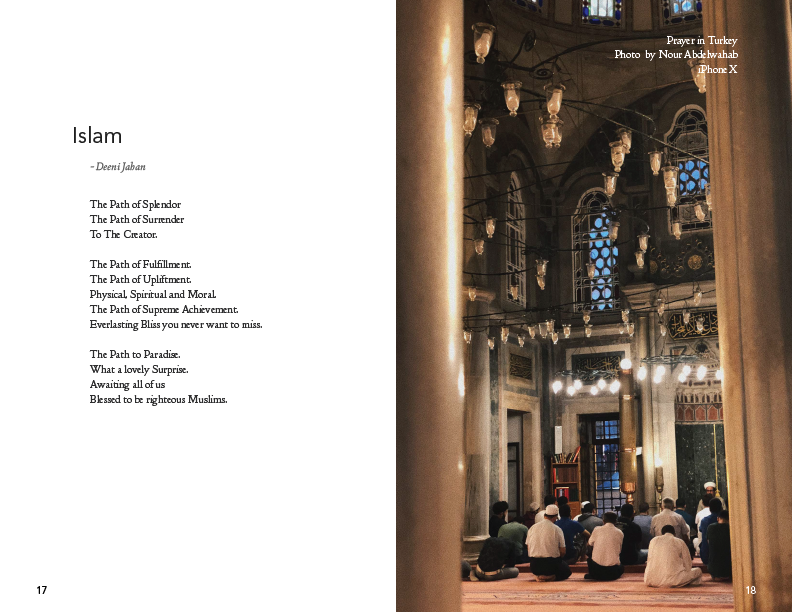 Islam
- Deeni Jahan
The Path of Splendor
The Path of Surrender
To The Creator.
The Path of Fulfillment.
The Path of Upliftment.
Physical, Spiritual and Moral.
The Path of Supreme Achievement.
Everlasting Bliss you never want to miss.
The Path to Paradise.
What a lovely Surprise.
Awaiting all of us
Blessed to be righteous Muslims.
17
Prayer in Turkey
Photo by Nour Abdelwahab
iPhone X
18